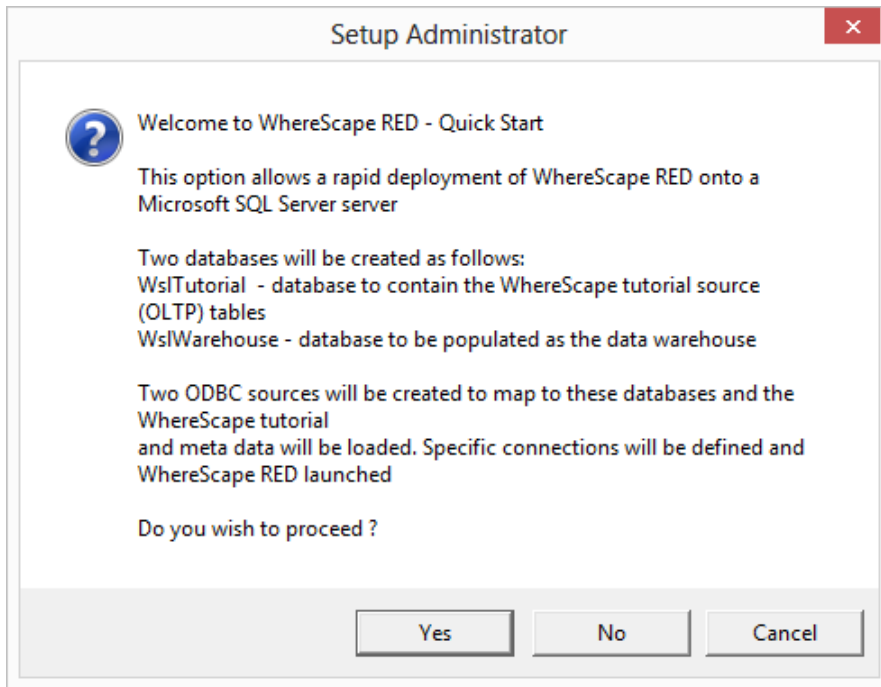 Setup Administrator
Welcome to WhereScape RED - Quick Start
This option allows a rapid deployment of WhereScape RED onto a
Microsoft SQL Server server
Two databases will be created as follows:
WslTutorial  - database to contain the WhereScape tutorial source
(OLTP) tables
WslWarehouse - database to be populated as the data warehouse
Two ODBC sources will be created to map to these databases and the
WhereScape tutorial
and meta data will be loaded. Specific connections will be defined and
WhereScape RED launched
Do you wish to proceed ?
Yes
No
Cancel